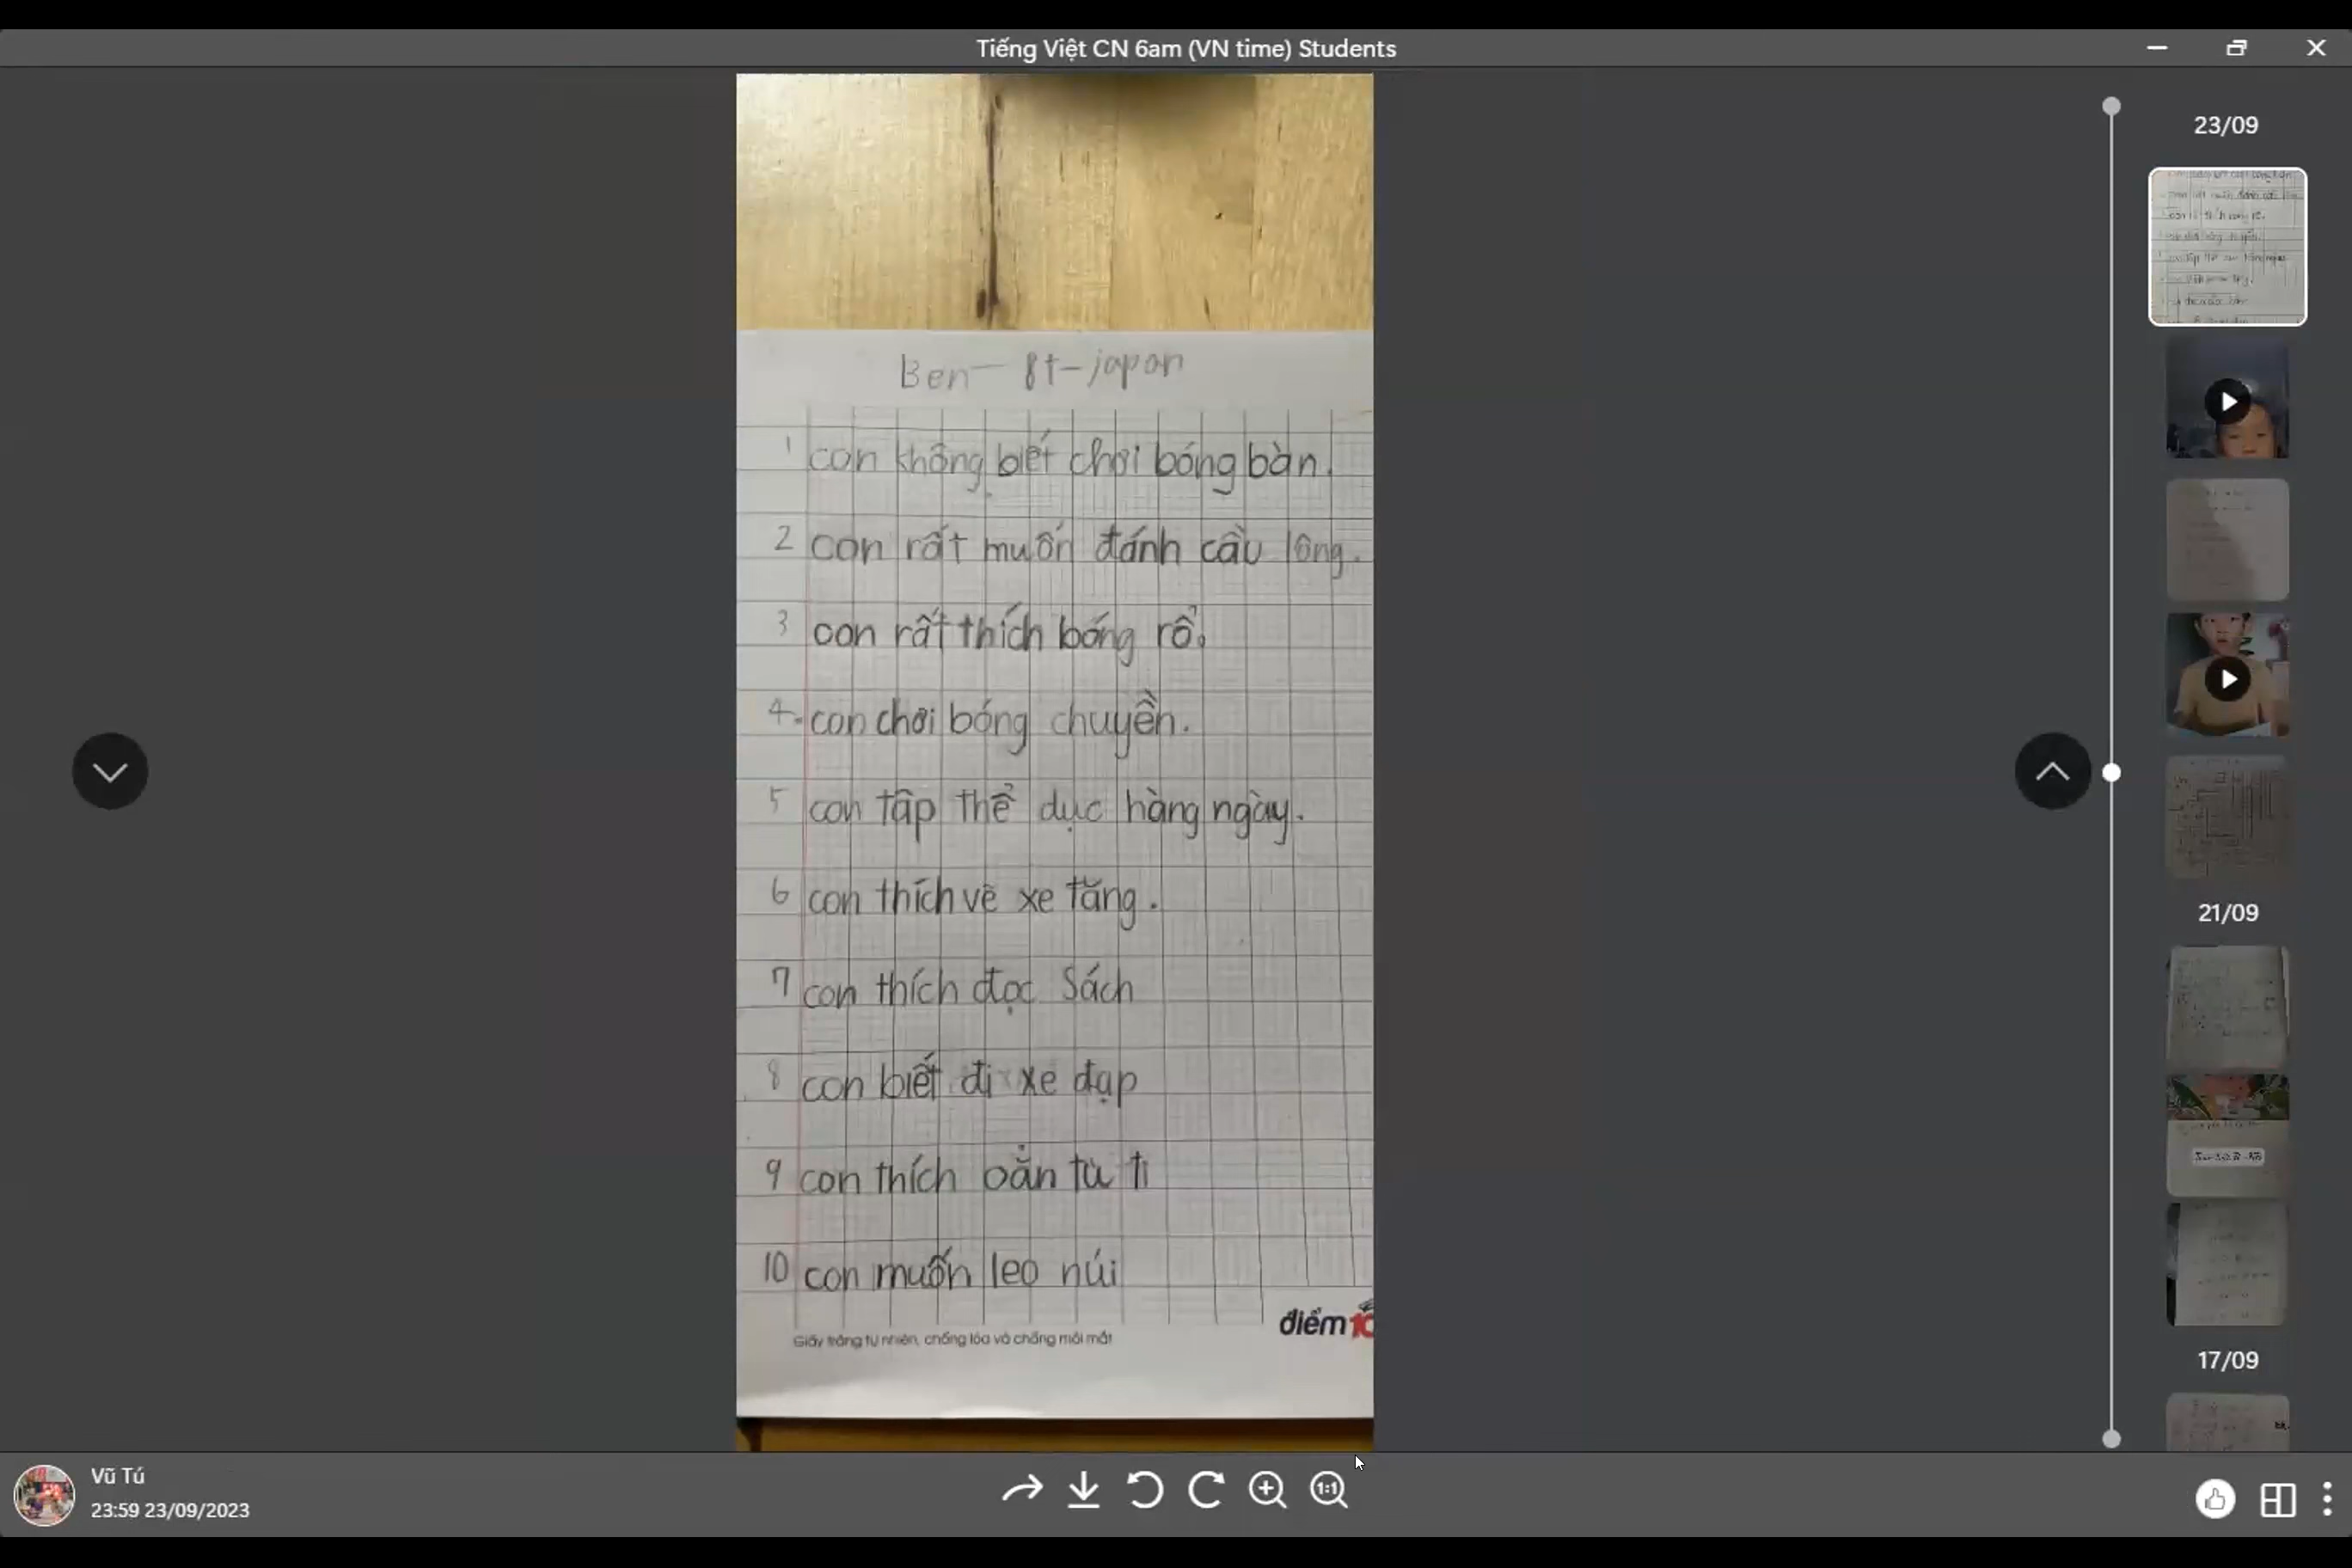 Tiếng Việt CN 6am (VN time) Students
23/09
Ben - 8t - japan
1 con không biết chơi bóng bàn.
2 con rất muốn đánh cầu lông.
3 con rất thích bóng rổ.
4. con chơi bóng chuyền.
5 con tâp thể dục hàng ngày.
6 con thích vẽ xe tăng.
7 con thích đọc Sách
8 con biết đi xe đạp
9 con thích oẳn tù tì
10 con muốn leo núi
điểm 10
Giấy trắng tự nhiên, chống lóa và chống mỏi mắt
21/09
17/09
Vũ Tú
23:59 23/09/2023
1:1